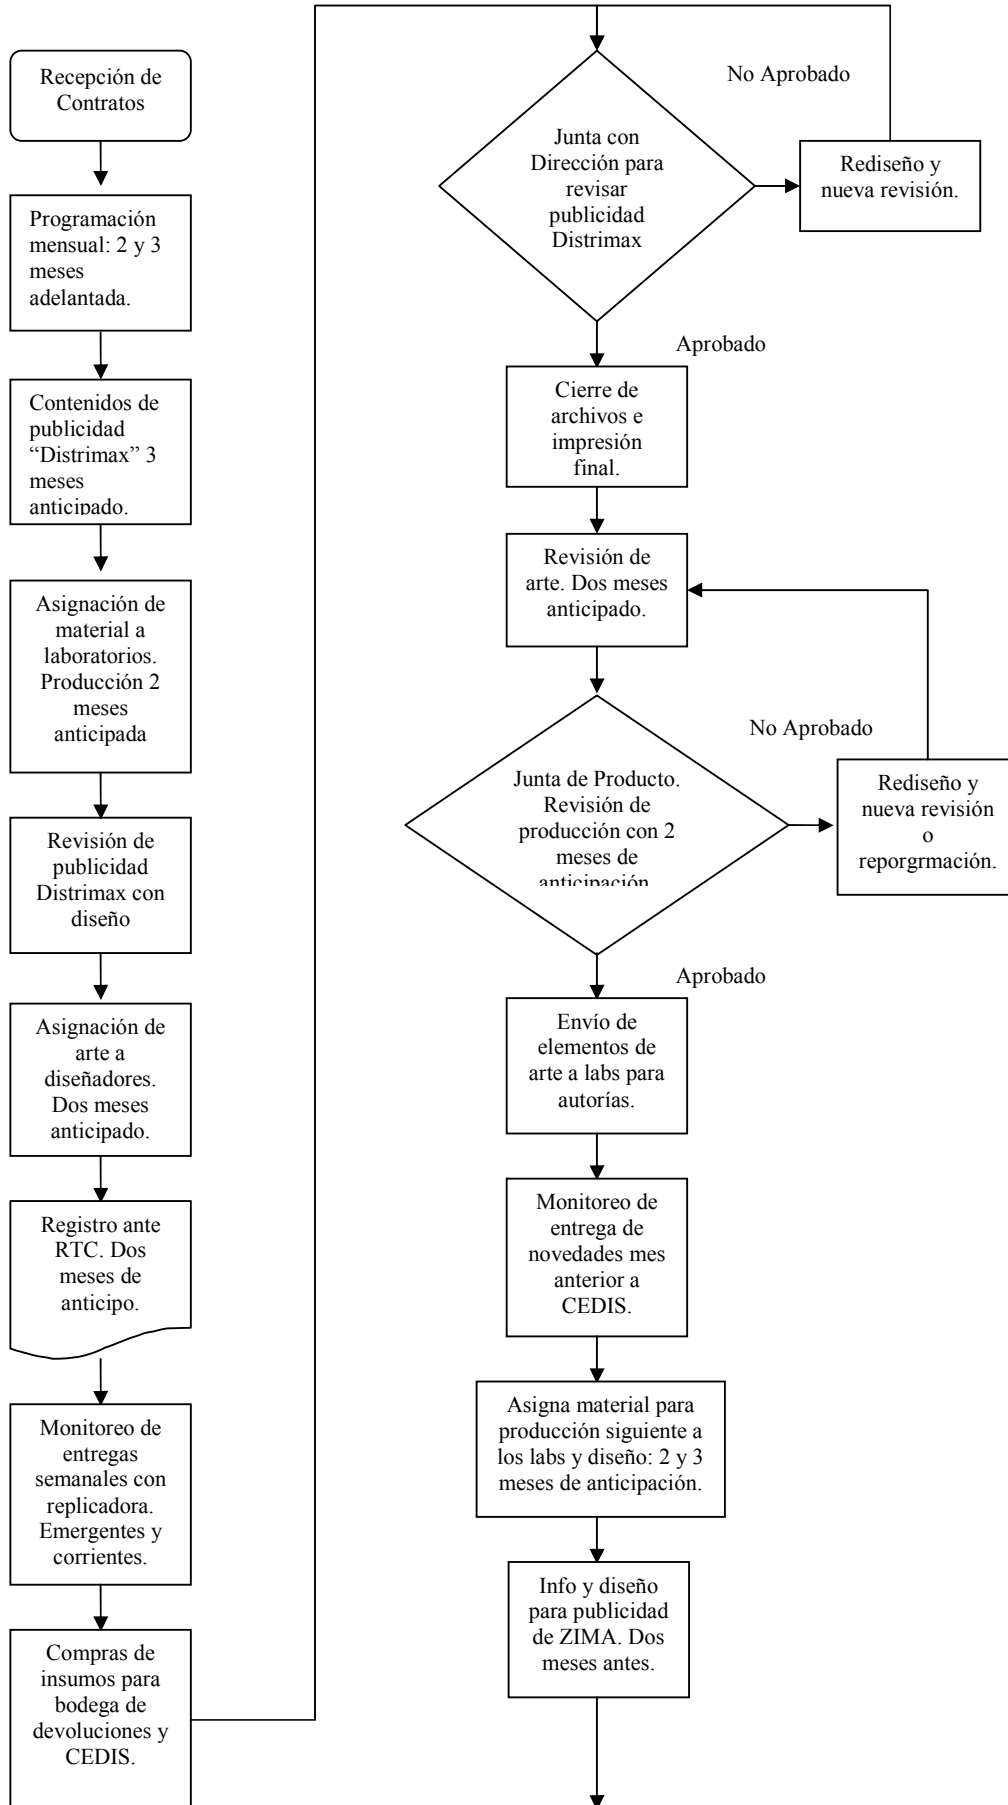 Recepción de
Contratos
Programación
mensual: 2 y 3
meses
adelantada.
Contenidos de
publicidad
“Distrimax” 3
meses
anticipado.
Asignación de
material a
laboratorios.
Producción 2
meses
anticipada
Revisión de
publicidad
Distrimax con
diseño
Asignación de
arte a
diseñadores.
Dos meses
anticipado.
Registro ante
RTC. Dos
meses de
anticipo.
Monitoreo de
entregas
semanales con
replicadora.
Emergentes y
corrientes.
Compras de
insumos para
bodega de
devoluciones y
CEDIS.
Junta con
Dirección para
revisar
publicidad
Distrimax
No Aprobado
Rediseño y
nueva revisión.
Aprobado
Cierre de
archivos e
impresión
final.
Revisión de
arte. Dos meses
anticipado.
Junta de Producto.
Revisión de
producción con 2
meses de
anticipación
No Aprobado
Rediseño y
nueva revisión
o
reporgrmación.
Aprobado
Envío de
elementos de
arte a labs para
autorías.
Monitoreo de
entrega de
novedades mes
anterior a
CEDIS.
Asigna material para
producción siguiente a
los labs y diseño: 2 y 3
meses de anticipación.
Info y diseño
para publicidad
de ZIMA. Dos
meses antes.